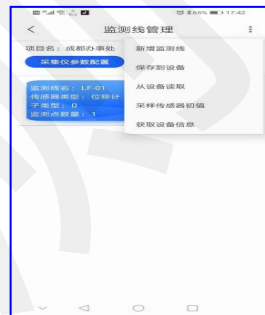 17:42
监测线管理
项目名：成都办事处
采集仪参数配置
监测线名：LF-01
传感器类型：位移计
子类型：0
监测点数量：1
新增监测线
保存到设备
从设备读取
采样传感器初值
获取设备信息